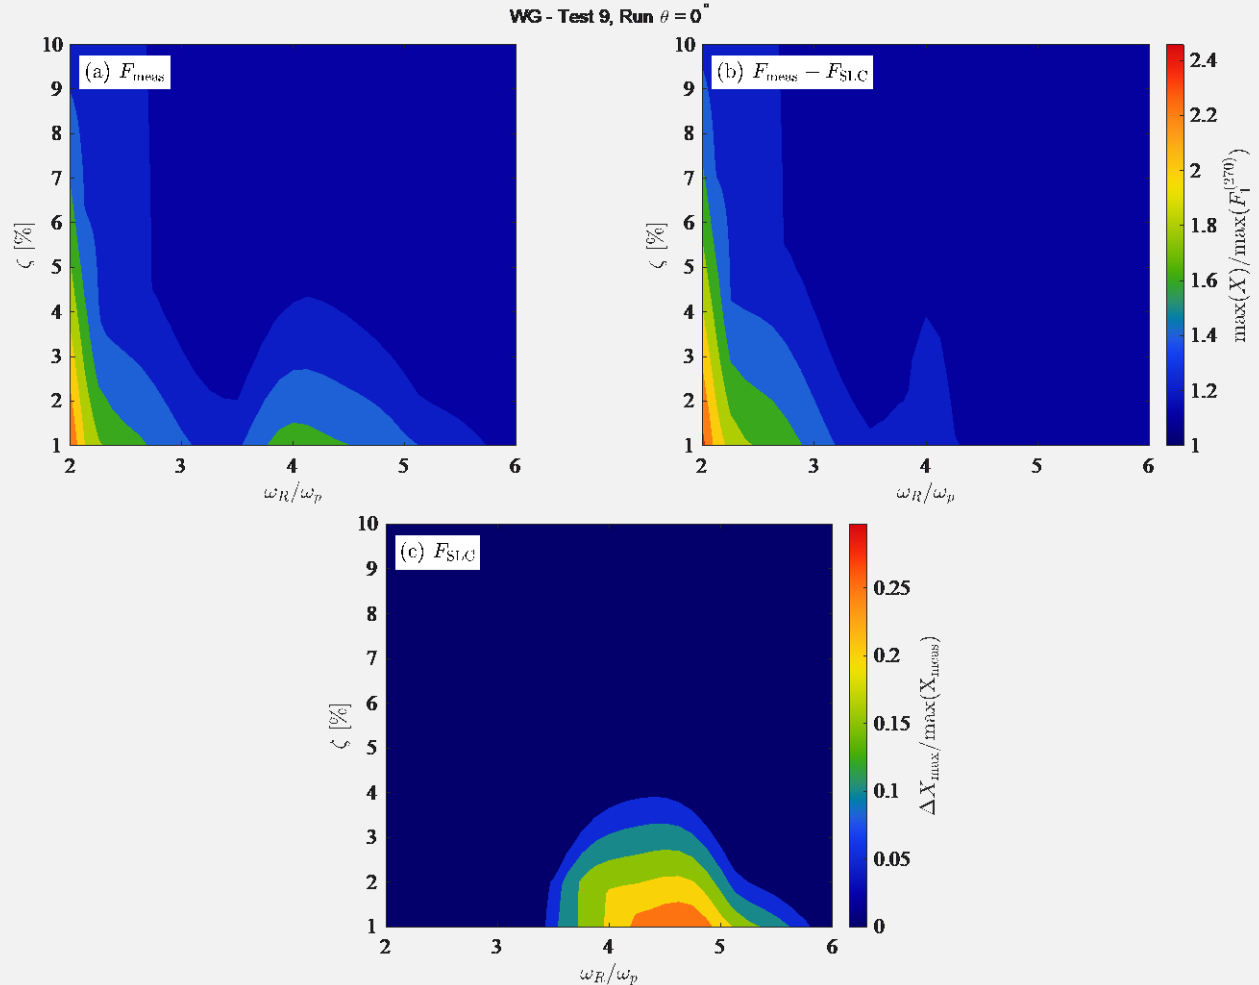 WG - Test 9, Run θ = 0°
(a) F_meas
10
9
8
7
6
5
4
3
2
1
ζ [%]
2 3 4 5 6
ω_R/ω_p
(b) F_meas − F_SLC
10
9
8
7
6
5
4
3
2
1
ζ [%]
2 3 4 5 6
ω_R/ω_p
2.4
2.2
2
1.8
1.6
1.4
1.2
1
max(X)/max(F_1^(270))
(c) F_SLC
10
9
8
7
6
5
4
3
2
1
ζ [%]
2 3 4 5 6
ω_R/ω_p
0.25
0.2
0.15
0.1
0.05
0
ΔX_max/max(X_meas)